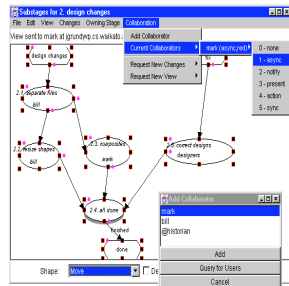 Substages for 2. design changes
File Edit View Changes Owning Stage Collaboration
View sent to mark at jgrundwp.cs.waikato.
Add Collaborator
Current Collaborators
Request New Changes
Request New View
mark (async,red)
0 - none
1 - async
2 - notify
3 - present
4 - action
5 - sync
design changes
fix
2.1. separate files
bill
2.2. resize shapes
bill
2.3. composites
mark
correct designs
designers
2.4. all done
finished
done
Add Collaborator
mark
bill
@historian
Add
Query for Users
Cancel
Shape:
Move
De